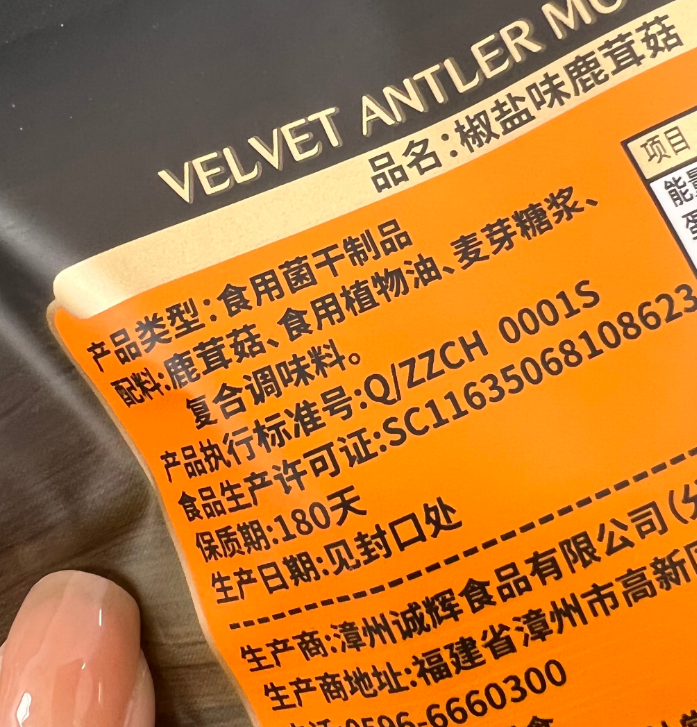 VELVET ANTLER MU
品名:椒盐味鹿茸菇
项目
产品类型:食用菌干制品
配料:鹿茸菇、食用植物油、麦芽糖浆、
复合调味料。
产品执行标准号:Q/ZZCH 0001S
食品生产许可证:SC11635068108623
保质期:180天
生产日期:见封口处
生产商:漳州诚辉食品有限公司(分
生产商地址:福建省漳州市高新区
0596-6660300